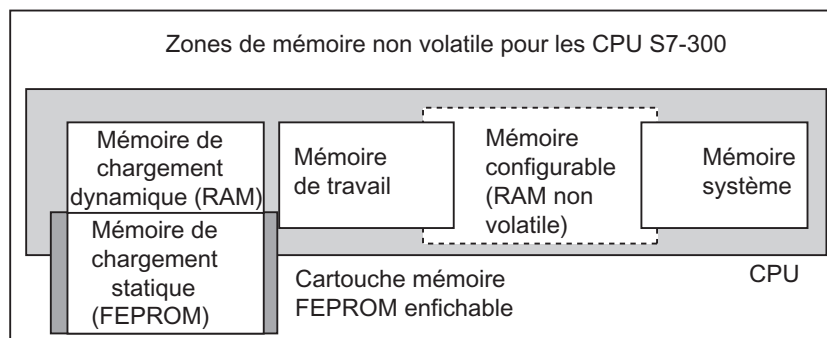 Zones de mémoire non volatile pour les CPU S7-300
Mémoire de
chargement
dynamique (RAM)
Mémoire
de travail
Mémoire
configurable
(RAM non
volatile)
Mémoire
système
Mémoire de
chargement
statique
(FEPROM)
Cartouche mémoire
FEPROM enfichable
CPU